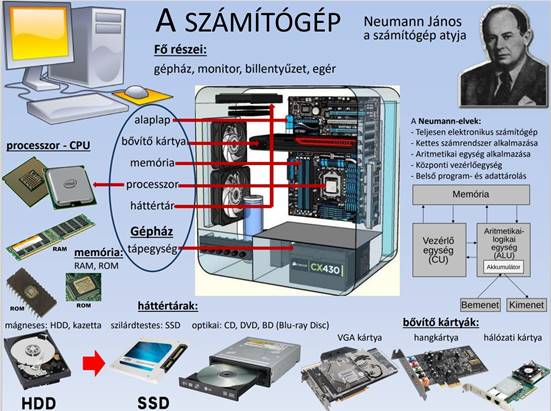 A SZÁMÍTÓGÉP
Neumann János
a számítógép atyja
Fő részei:
gépház, monitor, billentyűzet, egér
alaplap
bővítő kártya
memória
processzor
háttértár
Gépház
tápegység
CX430
processzor - CPU
intel
RAM
memória:
RAM, ROM
ROM
ROM
A Neumann-elvek:
- Teljesen elektronikus számítógép
- Kettes számrendszer alkalmazása
- Aritmetikai egység alkalmazása
- Központi vezérlőegység
- Belső program- és adattárolás
Memória
Vezérlő
egység
(CU)
Aritmetikai-
logikai
egység
(ALU)
Akkumulátor
Bemenet
Kimenet
háttértárak:
mágneses: HDD, kazetta
szilárdtestes: SSD
optikai: CD, DVD, BD (Blu-ray Disc)
HDD
SSD
bővítő kártyák:
VGA kártya
hangkártya
hálózati kártya